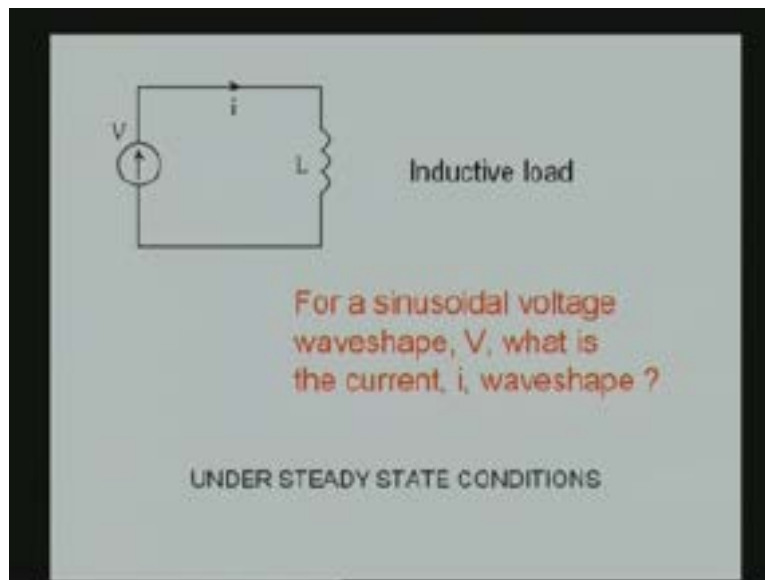 V
i
L
Inductive load
For a sinusoidal voltage
waveshape, V, what is
the current, i, waveshape ?
UNDER STEADY STATE CONDITIONS